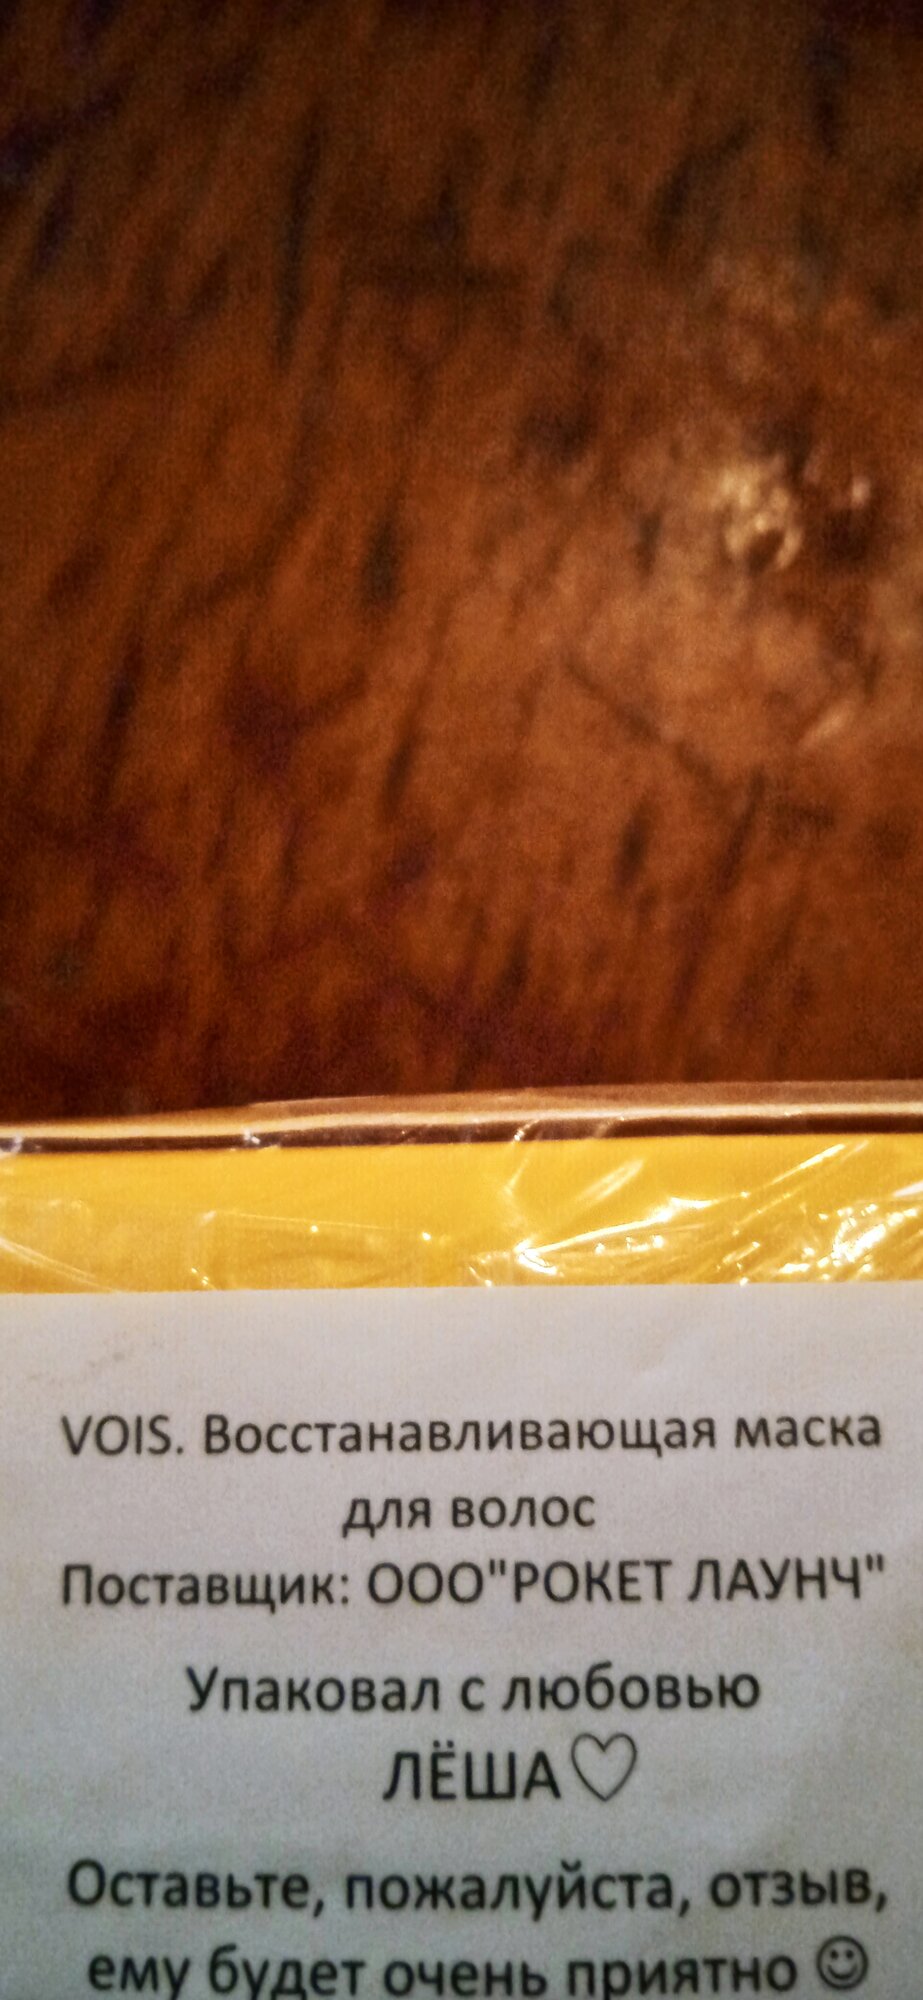 VOIS. Восстанавливающая маска
для волос
Поставщик: ООО"РОКЕТ ЛАУНЧ"
Упаковал с любовью
ЛЁША♡
Оставьте, пожалуйста, отзыв,
ему будет очень приятно ☺